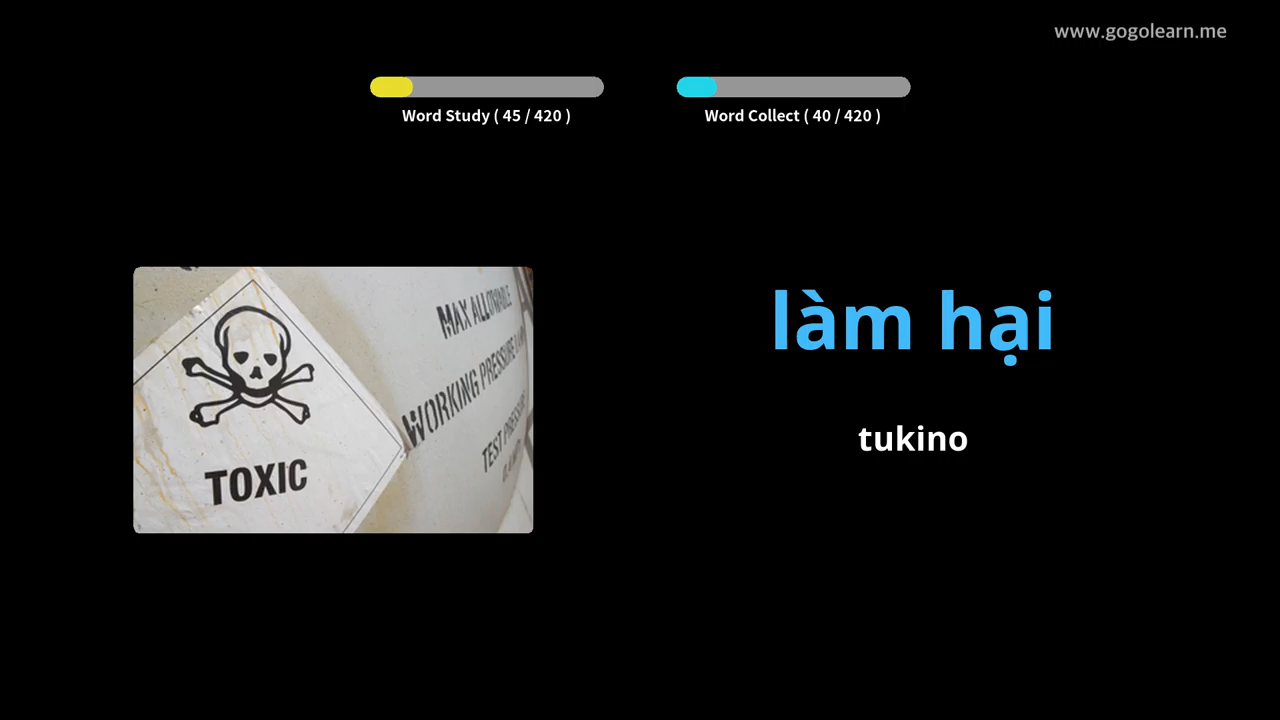 www.gogolearn.me
Word Study ( 45 / 420 )
Word Collect ( 40 / 420 )
TOXIC
MAX ALLOWABLE
WORKING PRESSURE
TEST PRESSURE
làm hại
tukino